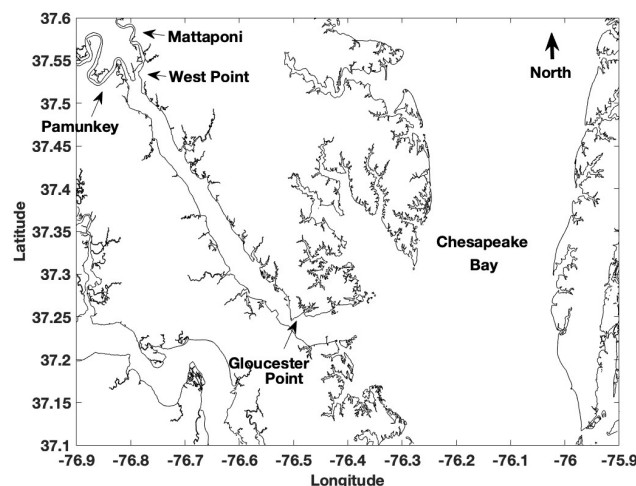 37.6
37.55
37.5
37.45
37.4
37.35
37.3
37.25
37.2
37.15
37.1
Latitude
Mattaponi
West Point
Pamunkey
North
Chesapeake
Bay
Gloucester
Point
-76.9
-76.8
-76.7
-76.6
-76.5
-76.4
-76.3
-76.2
-76.1
-76
-75.9
Longitude